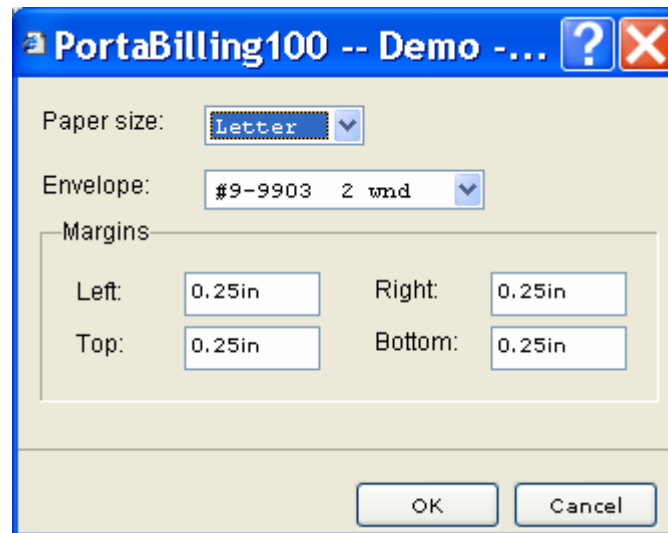 PortaBilling100 -- Demo -...
Paper size: Letter
Envelope: #9-9903 2 wnd
Margins
Left: 0.25in Right: 0.25in
Top: 0.25in Bottom: 0.25in
OK Cancel